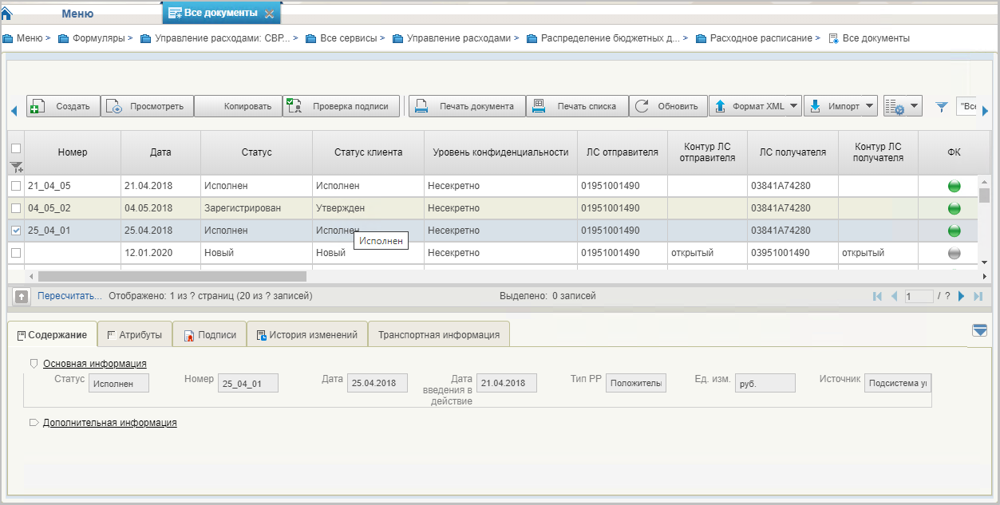 Меню
Все документы
Меню > Формуляры > Управление расходами: СВР... > Все сервисы > Управление расходами > Распределение бюджетных д... > Расходное расписание > Все документы
Создать Просмотреть Копировать Проверка подписи Печать документа Печать списка Обновить Формат XML Импорт "Все
Номер Дата Статус Статус клиента Уровень конфиденциальности ЛС отправителя Контур ЛС отправителя ЛС получателя Контур ЛС получателя ФК
21_04_05 21.04.2018 Исполнен Исполнен Несекретно 01951001490 03841А74280
04_05_02 04.05.2018 Зарегистрирован Утвержден Несекретно 01951001490 03841А74280
25_04_01 25.04.2018 Исполнен Исполнен Несекретно 01951001490 03841А74280
Исполнен
12.01.2020 Новый Новый Несекретно 01951001490 открытый 03951001490 открытый
Пересчитать... Отображено: 1 из ? страниц (20 из ? записей) Выделено: 0 записей 1 / ?
Содержание Атрибуты Подписи История изменений Транспортная информация
Основная информация
Статус Исполнен Номер 25_04_01 Дата 25.04.2018 Дата введения в действие 21.04.2018 Тип РР Положитель Ед. изм. руб. Источник Подсистема
Дополнительная информация